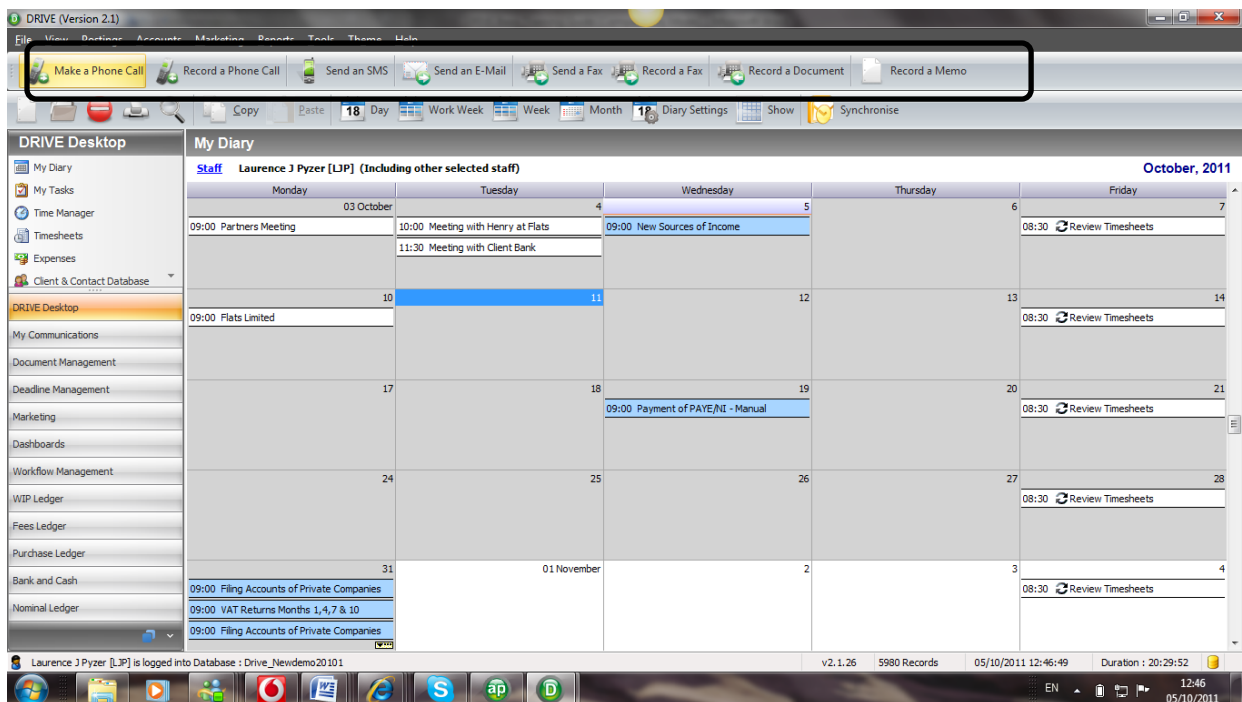 DRIVE (Version 2.1)
File View Postings Accounts Marketing Reports Tools Theme Help
Make a Phone Call Record a Phone Call Send an SMS Send an E-Mail Send a Fax Record a Fax Record a Document Record a Memo
Copy Paste 18 Day Work Week Week Month 18 Diary Settings Show Synchronise
DRIVE Desktop
My Diary
My Tasks
Time Manager
Timesheets
Expenses
Client & Contact Database
DRIVE Desktop
My Communications
Document Management
Deadline Management
Marketing
Dashboards
Workflow Management
WIP Ledger
Fees Ledger
Purchase Ledger
Bank and Cash
Nominal Ledger
My Diary
Staff Laurence J Pyzer [LJP] (Including other selected staff) October, 2011
Monday Tuesday Wednesday Thursday Friday
03 October 4 5 6 7
09:00 Partners Meeting 10:00 Meeting with Henry at Flats 09:00 New Sources of Income 08:30 Review Timesheets
11:30 Meeting with Client Bank
10 11 12 13 14
09:00 Flats Limited 08:30 Review Timesheets
17 18 19 20 21
09:00 Payment of PAYE/NI - Manual 08:30 Review Timesheets
24 25 26 27 28
08:30 Review Timesheets
31 01 November 2 3 4
09:00 Filing Accounts of Private Companies 08:30 Review Timesheets
09:00 VAT Returns Months 1,4,7 & 10
09:00 Filing Accounts of Private Companies
Laurence J Pyzer [LJP] is logged into Database : Drive_Newdemo20101 v2.1.26 5980 Records 05/10/2011 12:46:49 Duration : 20:29:52
EN 12:46
05/10/2011